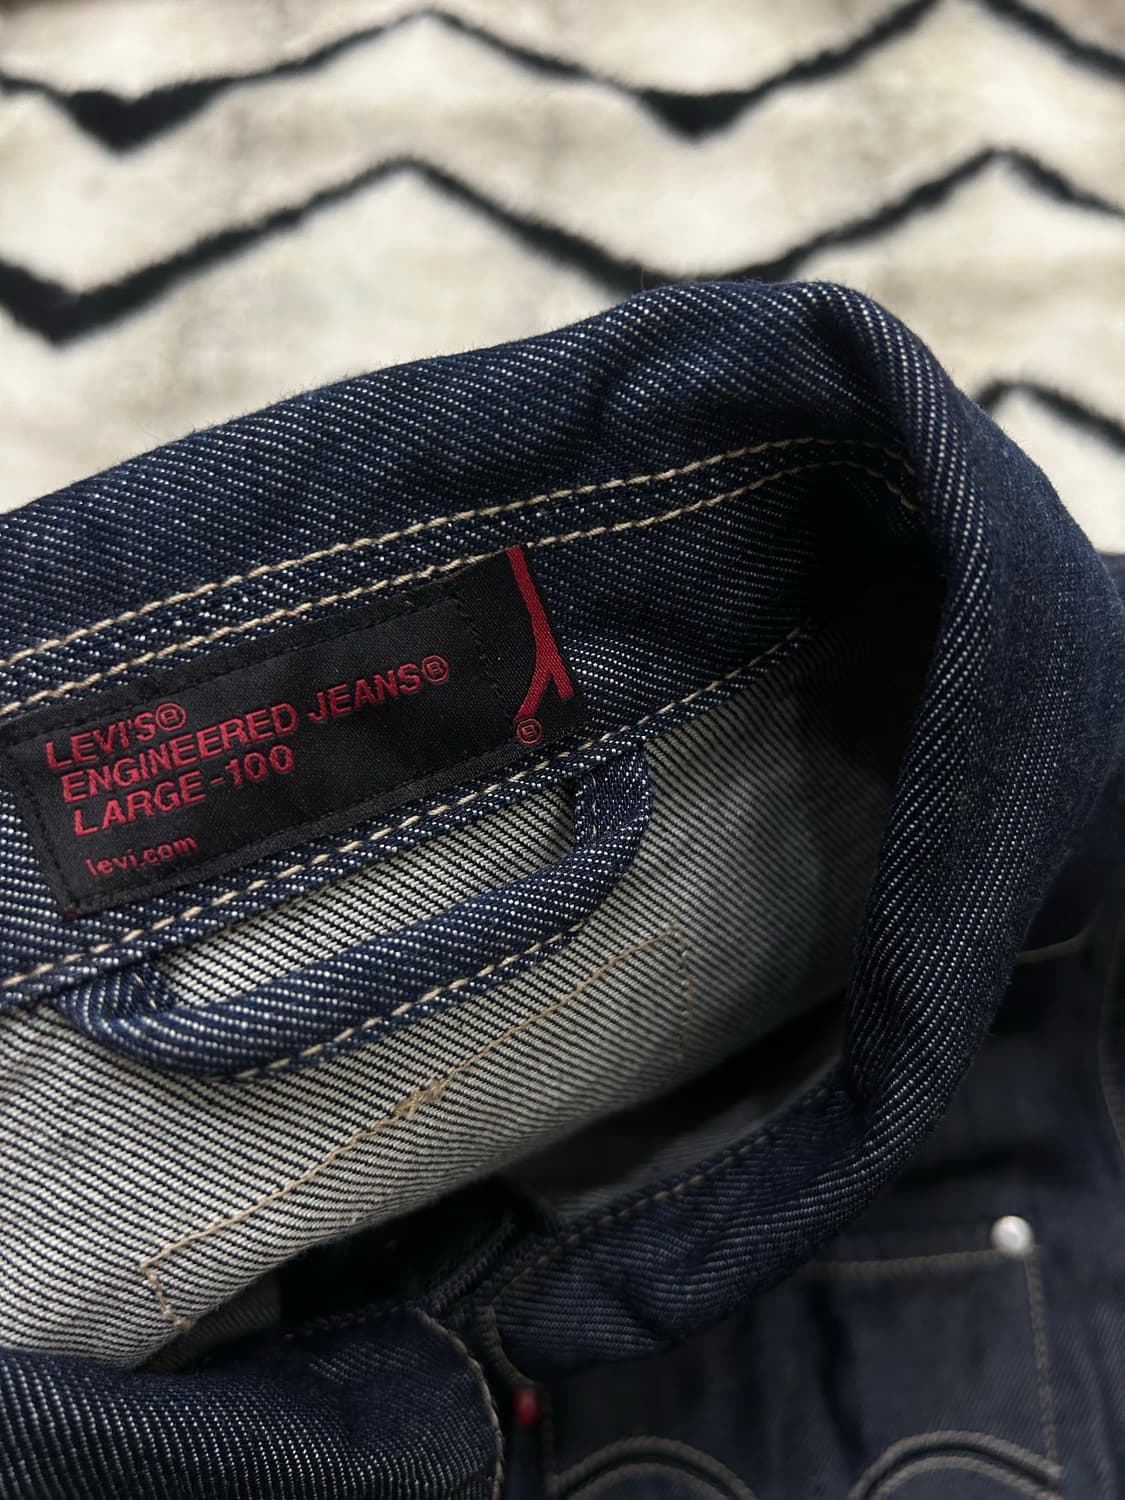 LEVI'S®
ENGINEERED JEANS®
LARGE-100
levi.com
®